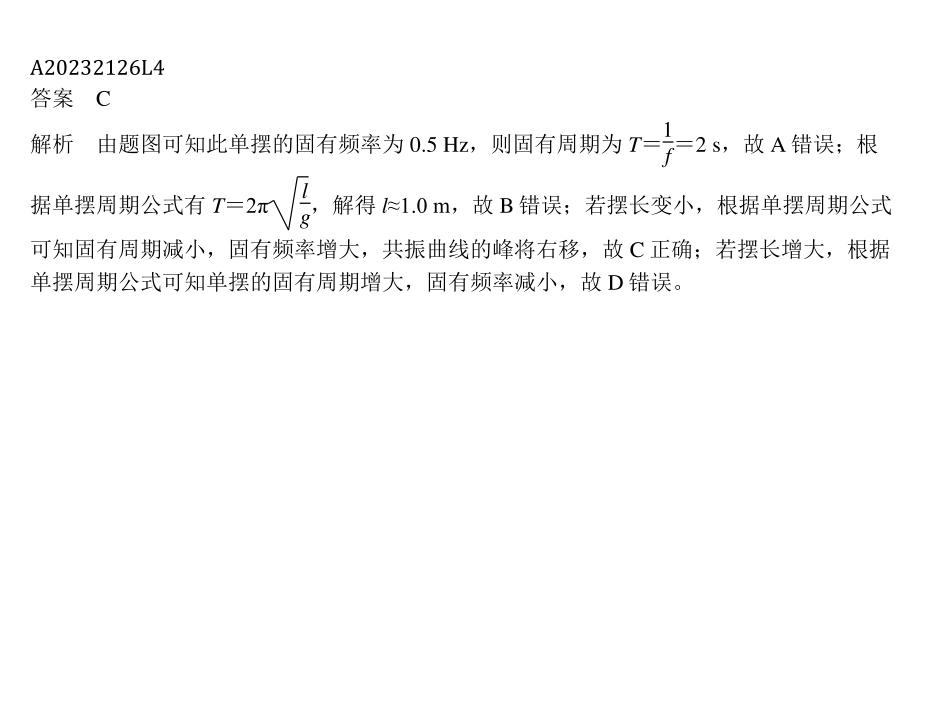 A20232126L4
答案　C
解析　由题图可知此单摆的固有频率为 0.5 Hz，则固有周期为 T＝1/f＝2 s，故 A 错误；根
据单摆周期公式有 T＝2π√(l/g)，解得 l≈1.0 m，故 B 错误；若摆长变小，根据单摆周期公式
可知固有周期减小，固有频率增大，共振曲线的峰将右移，故 C 正确；若摆长增大，根据
单摆周期公式可知单摆的固有周期增大，固有频率减小，故 D 错误。